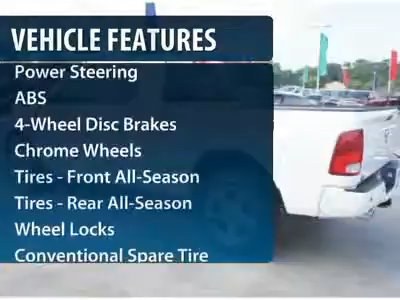 VEHICLE FEATURES
Power Steering
ABS
4-Wheel Disc Brakes
Chrome Wheels
Tires - Front All-Season
Tires - Rear All-Season
Wheel Locks
Conventional Spare Tire